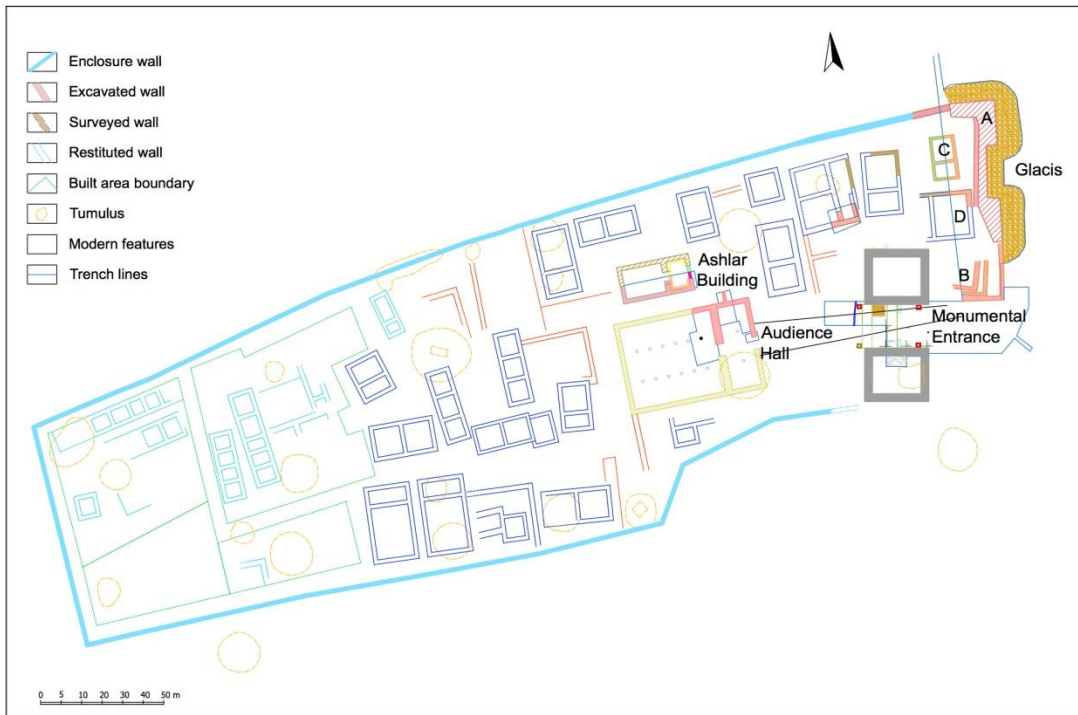 Enclosure wall
Excavated wall
Surveyed wall
Restituted wall
Built area boundary
Tumulus
Modern features
Trench lines
A
C
Glacis
D
B
Ashlar
Building
Audience
Hall
Monumental
Entrance
0 5 10 20 30 40 50 m